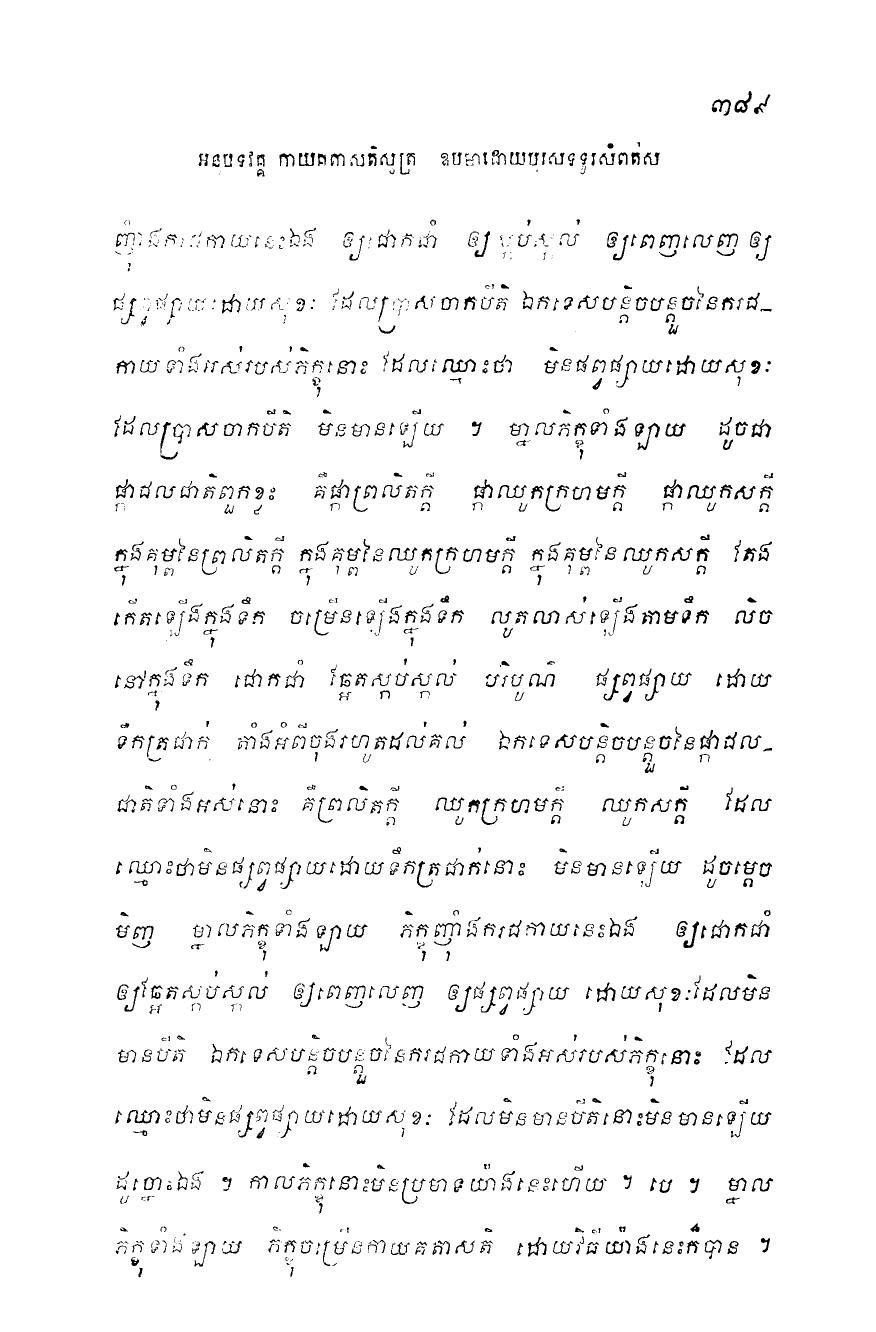 ៣៨៩
អនុបទវគ្គ កាយគតាសតិសូត្រ ឧបមាដោយបុរសទទូរសំពត់ស
ញ៉ាំងករជកាយនេះឯង ឲ្យជោកជាំ ឲ្យ ស្កប់ស្កល់ ឲ្យពេញលេញ ឲ្យ
ផ្សព្វផ្សាយដោយសុខៈ ដែលប្រាសចាកបីតិ ឯកទេសបន្តិចបន្តួចនៃករជ-
កាយទាំងអស់របស់ភិក្ខុនោះ ដែលឈ្មោះថា មិនផព្វផ្សាយដោយសុខៈ
ដែលប្រាសចាកបីតិ មិនមានឡើយ ។ ម្នាលភិក្ខុទាំងឡាយ ដូចជា
ផ្កាជលជាតិពួកខ្លះ គឺផ្កាព្រលិតក្តី ផ្កាឈូកក្រហមក្តី ផ្កាឈូកសក្តី
ក្នុងគុម្ពនៃព្រលិតក្តី ក្នុងគុម្ពនៃឈូកក្រហមក្តី ក្នុងគុម្ពនៃឈូកសក្តី តែង
កើតឡើងក្នុងទឹក ចម្រើនឡើងក្នុងទឹក លូតលាស់ឡើងតាមទឹក លិច
នៅក្នុងទឹក ជោកជាំ ឆ្អែតស្កប់ស្កល់ បរិបូណ៌ ផ្សព្វផ្សាយ ដោយ
ទឹកត្រជាក់ តាំងអំពីចុងរហូតដល់គល់ ឯកទេសបន្តិចបន្តួចនៃផ្កាជល-
ជាតិទាំងអស់នោះ គឺព្រលិតក្តី ឈូកក្រហមក្តី ឈូកសក្តី ដែល
ឈ្មោះថាមិនផ្សព្វផ្សាយដោយទឹកត្រជាក់នោះ មិនមានឡើយ ដូចម្តេច
មិញ ម្នាលភិក្ខុទាំងឡាយ ភិក្ខុញ៉ាំងករជកាយនេះឯង ឲ្យជោកជាំ
ឲ្យឆ្អែតស្កប់ស្កល់ ឲ្យពេញលេញ ឲ្យផ្សព្វផ្សាយ ដោយសុខៈដែលមិន
មានបីតិ ឯកទេសបន្តិចបន្តួចនៃករជកាយទាំងអស់របស់ភិក្ខុនោះ ដែល
ឈ្មោះថាមិនផ្សព្វផ្សាយដោយសុខៈ ដែលមិនមានបីតិនោះមិនមានឡើយ
ដូច្នោះឯង ។ កាលភិក្ខុនោះមិនប្រមាទយ៉ាងនេះហើយ ។ បេ ។ ម្នាល
ភិក្ខុទាំងឡាយ ភិក្ខុចម្រើនកាយគតាសតិ ដោយវិធីយ៉ាងនេះក៏បាន ។